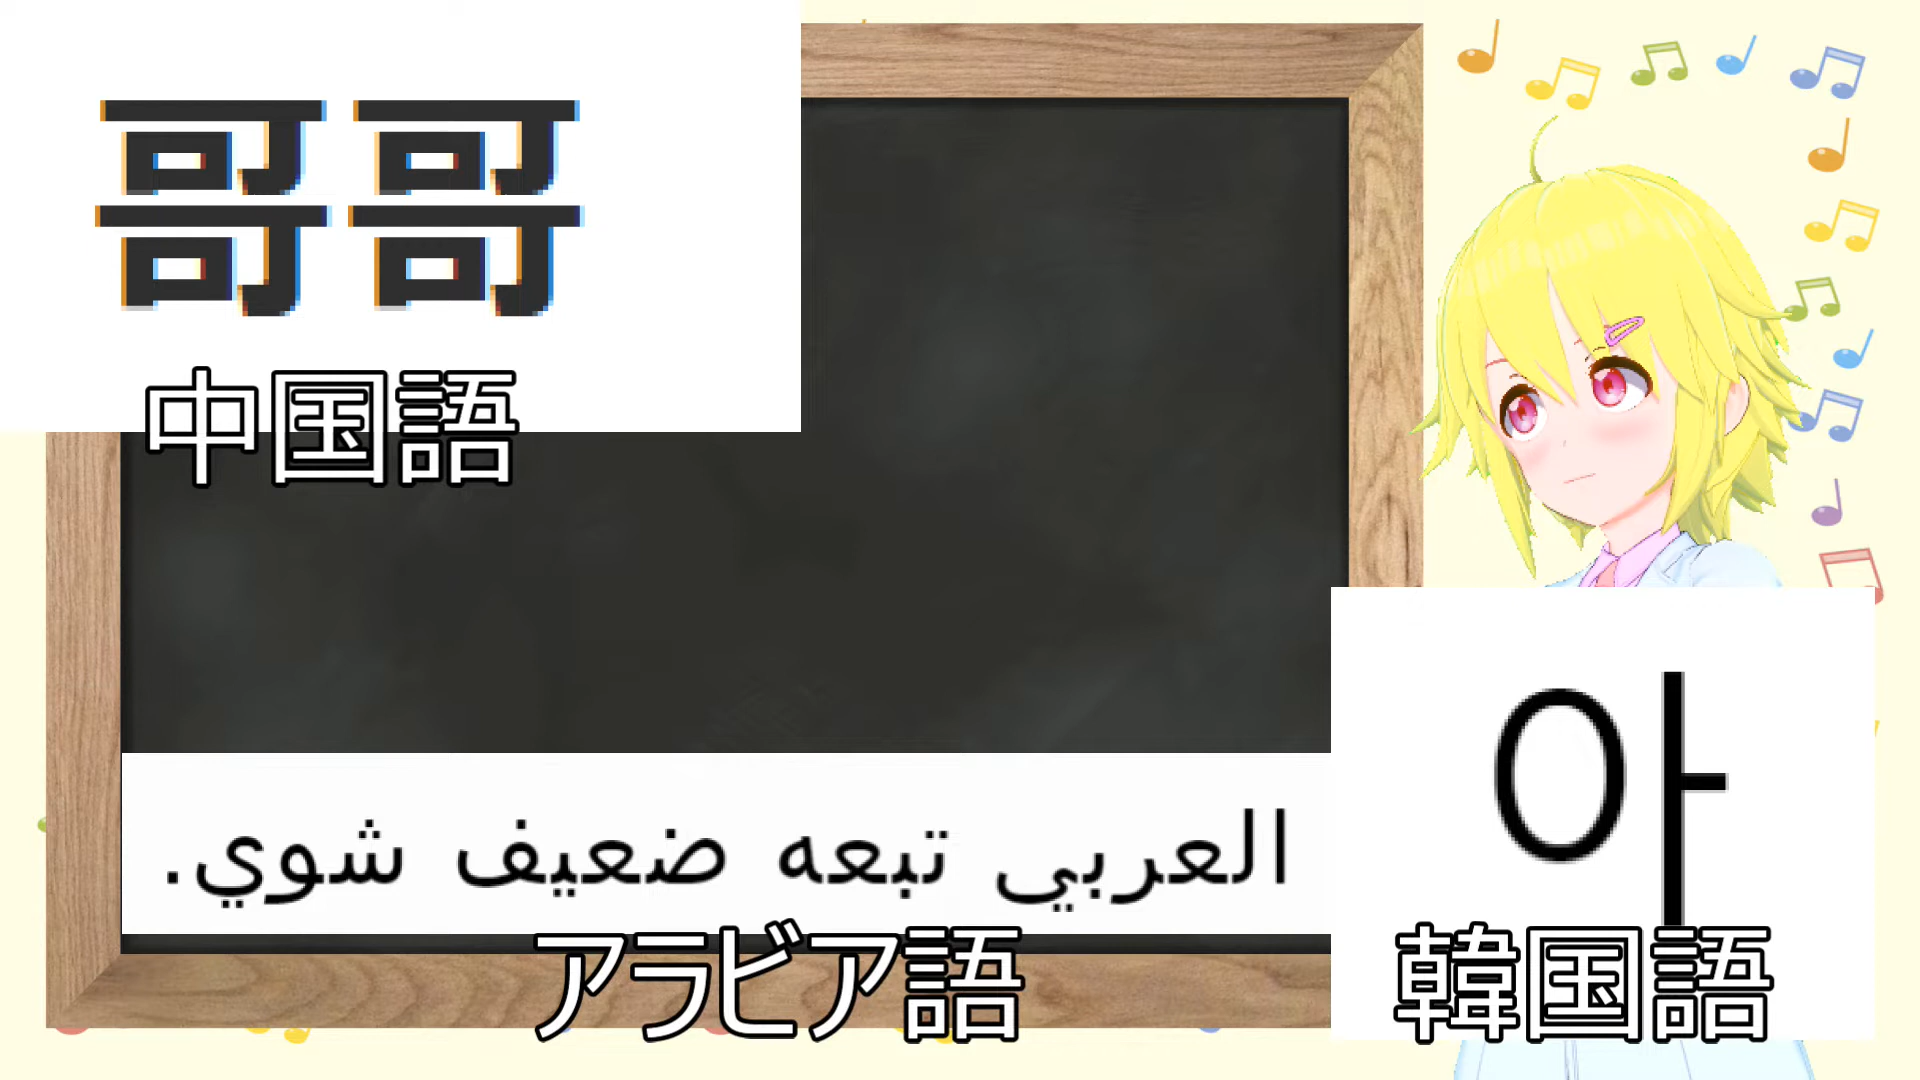 哥哥
中国語
العربي تبعه ضعيف شوي.
アラビア語
아
韓国語